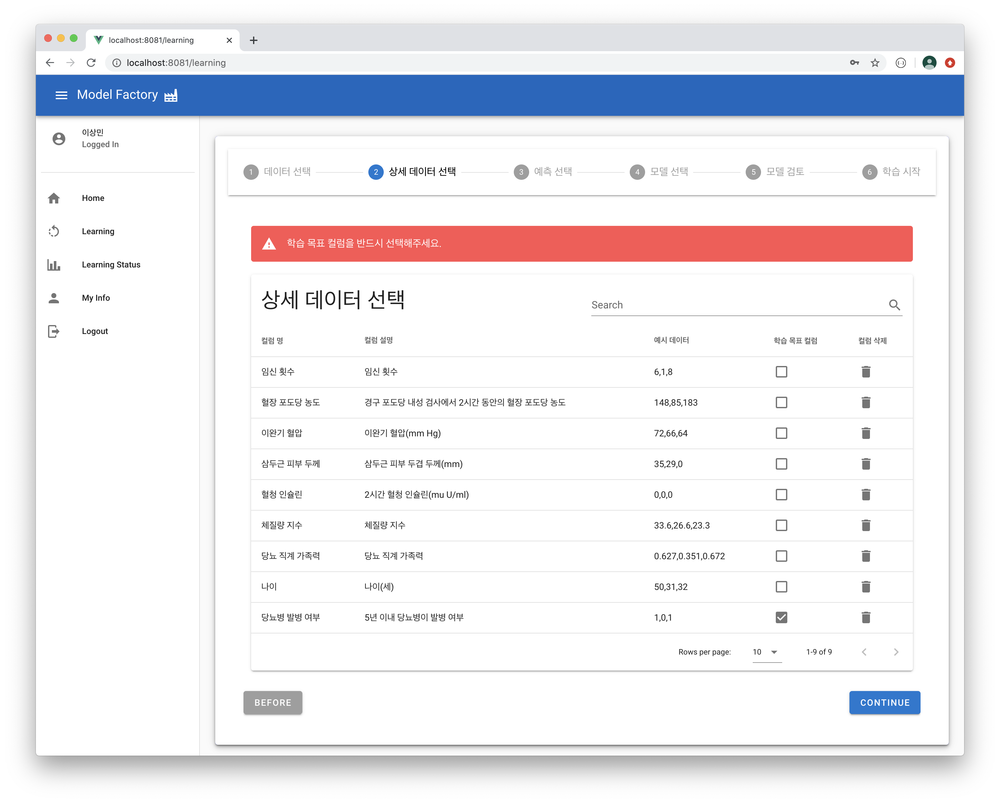 localhost:8081/learning
localhost:8081/learning
Model Factory
이상민
Logged In
Home
Learning
Learning Status
My Info
Logout
1 데이터 선택 2 상세 데이터 선택 3 예측 선택 4 모델 선택 5 모델 검토 6 학습 시작
학습 목표 컬럼을 반드시 선택해주세요.
상세 데이터 선택 Search
컬럼 명 컬럼 설명 예시 데이터 학습 목표 컬럼 컬럼 삭제
임신 횟수 임신 횟수 6,1,8
혈장 포도당 농도 경구 포도당 내성 검사에서 2시간 동안의 혈장 포도당 농도 148,85,183
이완기 혈압 이완기 혈압(mm Hg) 72,66,64
삼두근 피부 두께 삼두근 피부 두겹 두께(mm) 35,29,0
혈청 인슐린 2시간 혈청 인슐린(mu U/ml) 0,0,0
체질량 지수 체질량 지수 33.6,26.6,23.3
당뇨 직계 가족력 당뇨 직계 가족력 0.627,0.351,0.672
나이 나이(세) 50,31,32
당뇨병 발병 여부 5년 이내 당뇨병이 발병 여부 1,0,1
Rows per page: 10 1-9 of 9
BEFORE CONTINUE